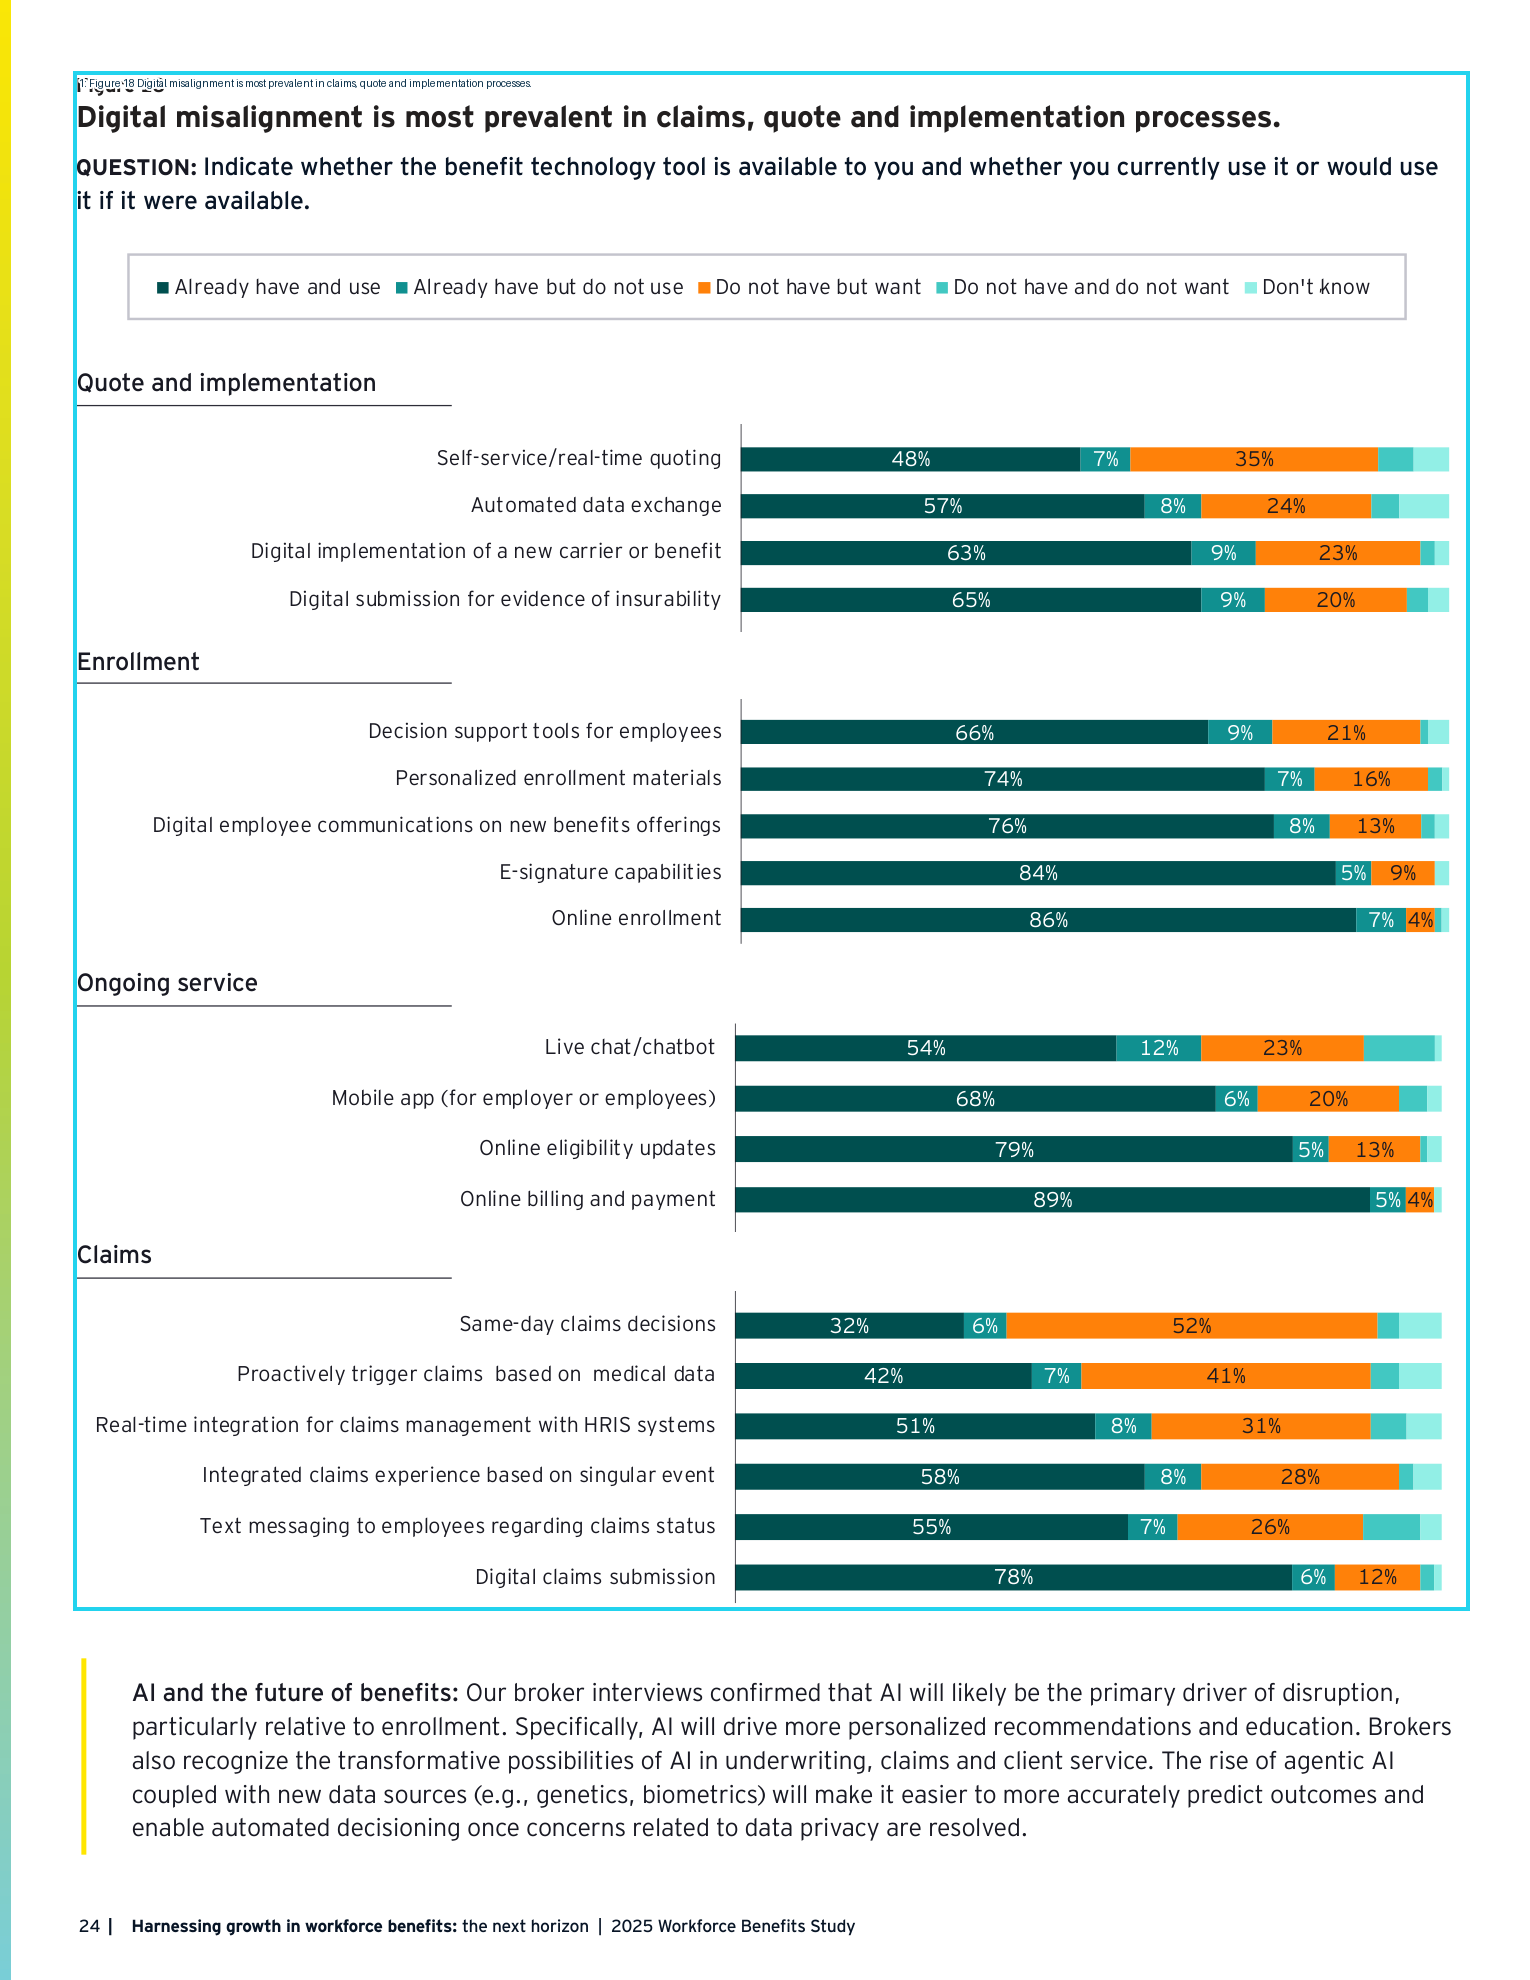 1. Figure 18 Digital misalignment is most prevalent in claims, quote and implementation processes.
Digital misalignment is most prevalent in claims, quote and implementation processes.
QUESTION: Indicate whether the benefit technology tool is available to you and whether you currently use it or would use
it if it were available.
Already have and use Already have but do not use Do not have but want Do not have and do not want Don't know
Quote and implementation
Self-service/real-time quoting 48% 7% 35%
Automated data exchange 57% 8% 24%
Digital implementation of a new carrier or benefit 63% 9% 23%
Digital submission for evidence of insurability 65% 9% 20%
Enrollment
Decision support tools for employees 66% 9% 21%
Personalized enrollment materials 74% 7% 16%
Digital employee communications on new benefits offerings 76% 8% 13%
E-signature capabilities 84% 5% 9%
Online enrollment 86% 7% 4%
Ongoing service
Live chat/chatbot 54% 12% 23%
Mobile app (for employer or employees) 68% 6% 20%
Online eligibility updates 79% 5% 13%
Online billing and payment 89% 5% 4%
Claims
Same-day claims decisions 32% 6% 52%
Proactively trigger claims based on medical data 42% 7% 41%
Real-time integration for claims management with HRIS systems 51% 8% 31%
Integrated claims experience based on singular event 58% 8% 28%
Text messaging to employees regarding claims status 55% 7% 26%
Digital claims submission 78% 6% 12%
AI and the future of benefits: Our broker interviews confirmed that AI will likely be the primary driver of disruption,
particularly relative to enrollment. Specifically, AI will drive more personalized recommendations and education. Brokers
also recognize the transformative possibilities of AI in underwriting, claims and client service. The rise of agentic AI
coupled with new data sources (e.g., genetics, biometrics) will make it easier to more accurately predict outcomes and
enable automated decisioning once concerns related to data privacy are resolved.
24 | Harnessing growth in workforce benefits: the next horizon | 2025 Workforce Benefits Study